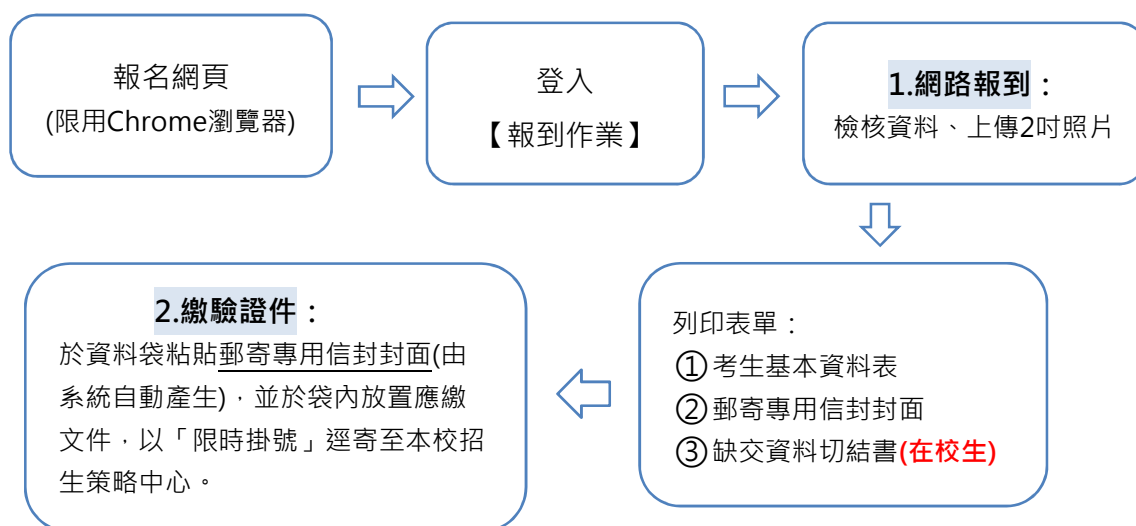 報名網頁
(限用Chrome瀏覽器)
登入
【報到作業】
1.網路報到：
檢核資料、上傳2吋照片
列印表單：
①考生基本資料表
②郵寄專用信封封面
③缺交資料切結書(在校生)
2.繳驗證件：
於資料袋粘貼郵寄專用信封封面(由
系統自動產生)，並於袋內放置應繳
文件，以「限時掛號」逕寄至本校招
生策略中心。